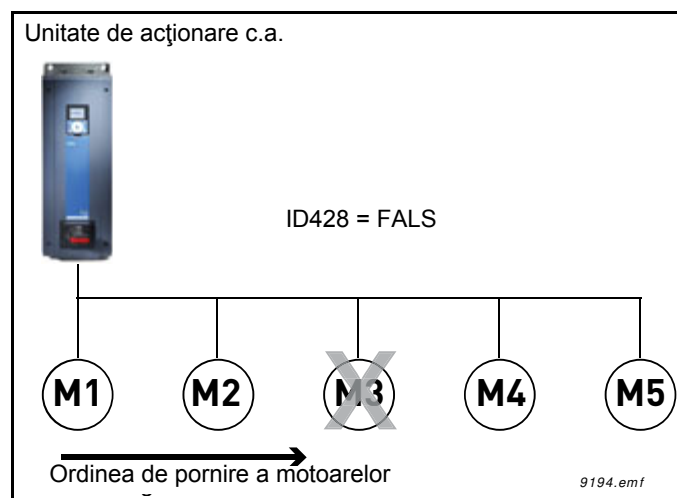 Unitate de acţionare c.a.
ID428 = FALS
M1 M2 M3 M4 M5
Ordinea de pornire a motoarelor
9194.emf